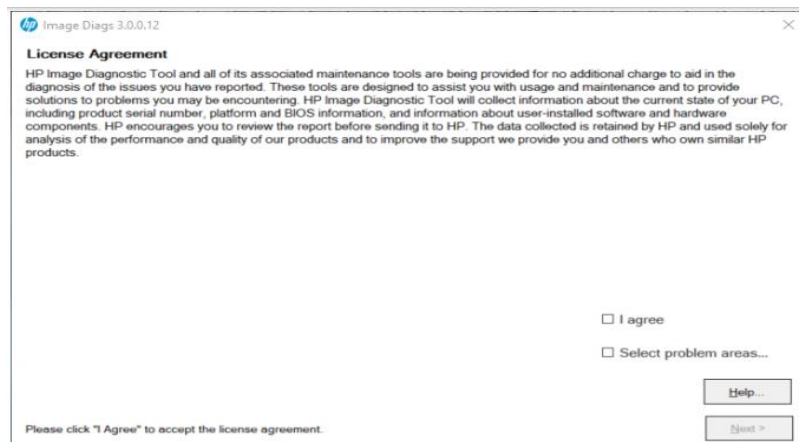 hp Image Diags 3.0.0.12
License Agreement
HP Image Diagnostic Tool and all of its associated maintenance tools are being provided for no additional charge to aid in the
diagnosis of the issues you have reported. These tools are designed to assist you with usage and maintenance and to provide
solutions to problems you may be encountering. HP Image Diagnostic Tool will collect information about the current state of your PC,
including product serial number, platform and BIOS information, and information about user-installed software and hardware
components. HP encourages you to review the report before sending it to HP. The data collected is retained by HP and used solely for
analysis of the performance and quality of our products and to improve the support we provide you and others who own similar HP
products.
I agree
Select problem areas...
Help...
Please click "I Agree" to accept the license agreement.
Next >